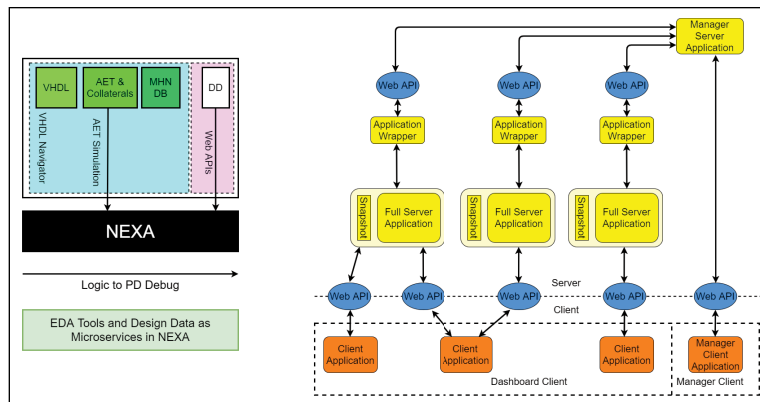 VHDL
AET &
Collaterals
MHN
DB
DD
VHDL Navigator
AET Simulation
Web APIs
NEXA
Logic to PD Debug
EDA Tools and Design Data as
Microservices in NEXA
Manager
Server
Application
Web API
Web API
Web API
Application
Wrapper
Application
Wrapper
Application
Wrapper
Snapshot
Full Server
Application
Snapshot
Full Server
Application
Snapshot
Full Server
Application
Server
Web API
Web API
Web API
Web API
Web API
Client
Client
Application
Client
Application
Client
Application
Manager
Client
Application
Dashboard Client
Manager Client